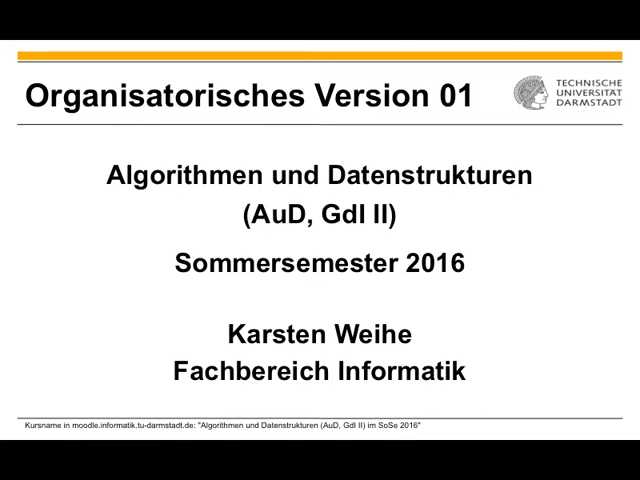 Organisatorisches Version 01
TECHNISCHE
UNIVERSITÄT
DARMSTADT
Algorithmen und Datenstrukturen
(AuD, GdI II)
Sommersemester 2016
Karsten Weihe
Fachbereich Informatik
Kursname in moodle.informatik.tu-darmstadt.de: "Algorithmen und Datenstrukturen (AuD, GdI II) im SoSe 2016"